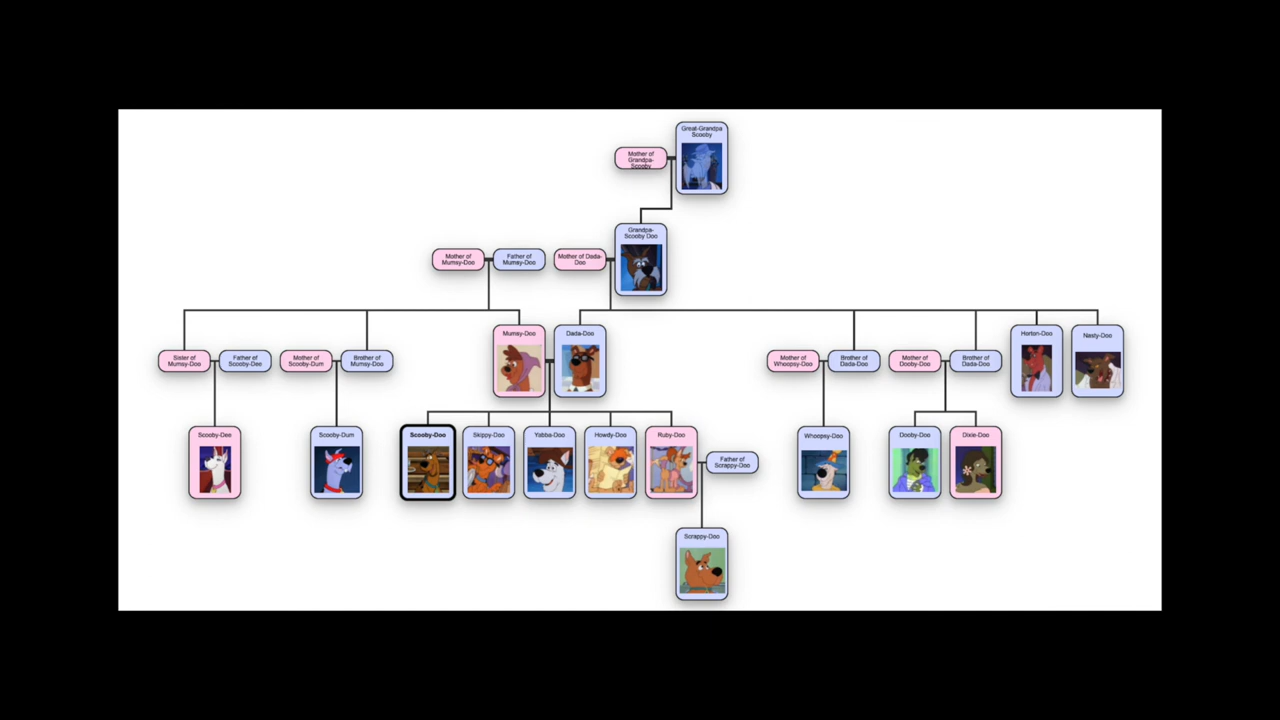 Great-Grandpa
Scooby
Mother of
Grandpa-
Scooby
Grandpa-
Scooby Doo
Mother of
Mumsy-Doo
Father of
Mumsy-Doo
Mother of Dada-
Doo
Mumsy-Doo
Dada-Doo
Horton-Doo
Nasty-Doo
Sister of
Mumsy-Doo
Father of
Scooby-Dee
Mother of
Scooby-Dum
Brother of
Mumsy-Doo
Mother of
Whoopsy-Doo
Brother of
Dada-Doo
Mother of
Dooby-Doo
Brother of
Dada-Doo
Scooby-Dee
Scooby-Dum
Scooby-Doo
Skippy-Doo
Yabba-Doo
Howdy-Doo
Ruby-Doo
Father of
Scrappy-Doo
Whoopsy-Doo
Dooby-Doo
Dixie-Doo
Scrappy-Doo